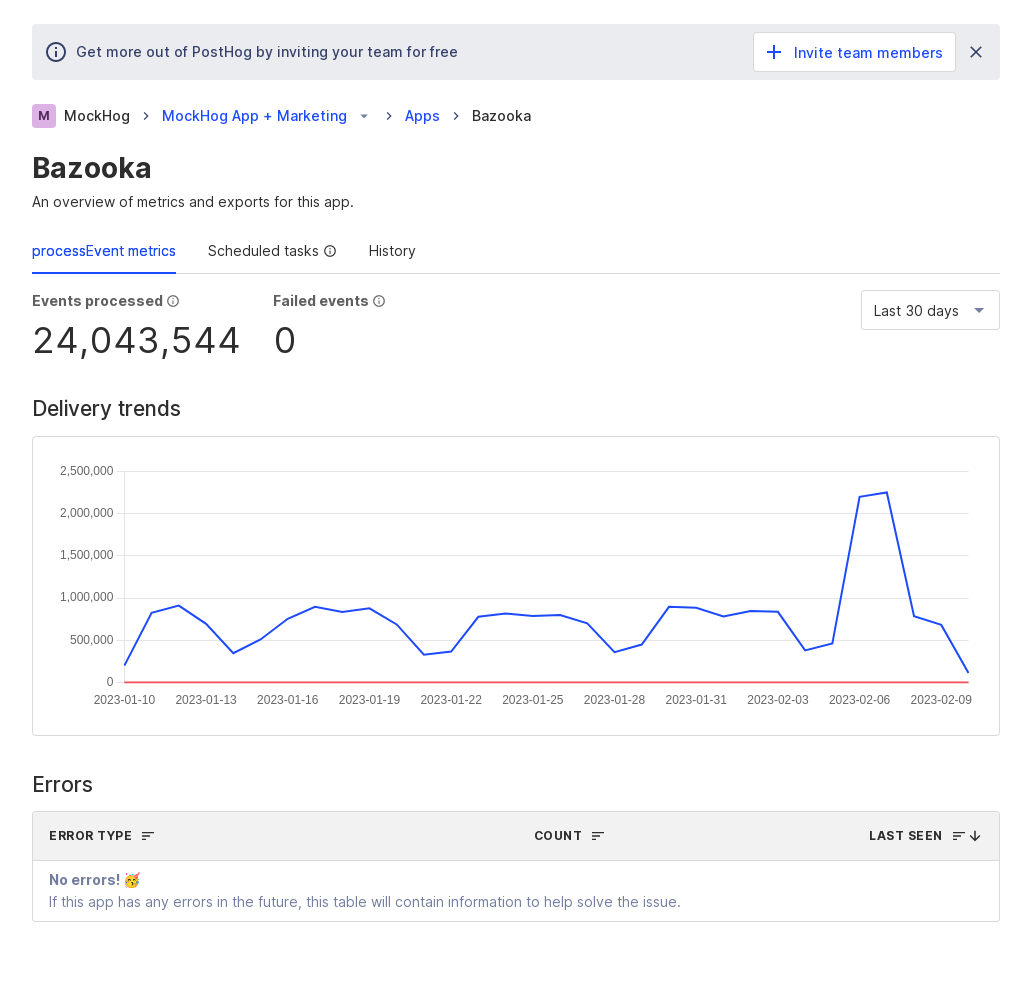 Get more out of PostHog by inviting your team for free
Invite team members
M MockHog > MockHog App + Marketing > Apps > Bazooka
Bazooka
An overview of metrics and exports for this app.
processEvent metrics Scheduled tasks History
Events processed Failed events
24,043,544 0
Last 30 days
Delivery trends
2,500,000
2,000,000
1,500,000
1,000,000
500,000
0
2023-01-10 2023-01-13 2023-01-16 2023-01-19 2023-01-22 2023-01-25 2023-01-28 2023-01-31 2023-02-03 2023-02-06 2023-02-09
Errors
ERROR TYPE COUNT LAST SEEN
No errors! 🥳
If this app has any errors in the future, this table will contain information to help solve the issue.